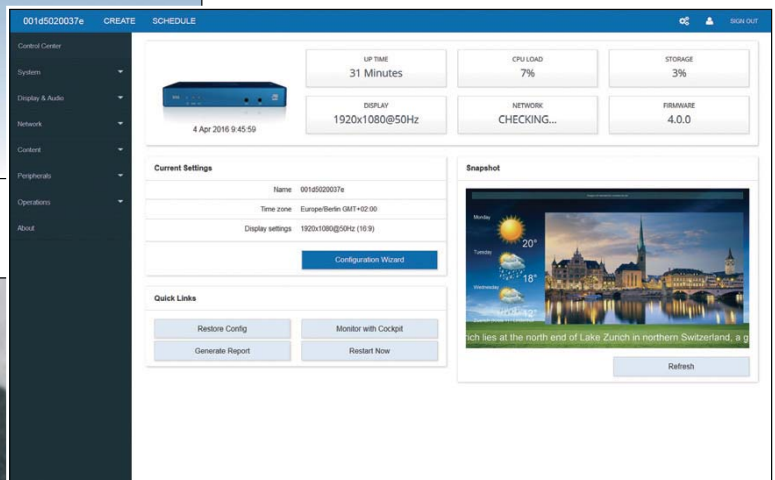 001d5020037e CREATE SCHEDULE SIGN OUT
Control Center
System
Display & Audio
Network
Content
Peripherals
Operations
About
4 Apr 2016 9:45:59
UP TIME
31 Minutes
CPU LOAD
7%
STORAGE
3%
DISPLAY
1920x1080@50Hz
NETWORK
CHECKING...
FIRMWARE
4.0.0
Current Settings
Name 001d5020037e
Time zone Europe/Berlin GMT+02:00
Display settings 1920x1080@50Hz (16:9)
Configuration Wizard
Quick Links
Restore Config
Monitor with Cockpit
Generate Report
Restart Now
Snapshot
Monday
20°
Tuesday
18°
Wednesday
12°
rich lies at the north end of Lake Zurich in northern Switzerland, a g
Refresh